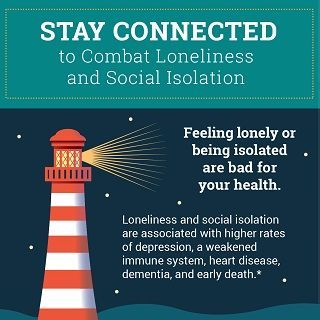 STAY CONNECTED
to Combat Loneliness
and Social Isolation
Feeling lonely or
being isolated
are bad for
your health.
Loneliness and social isolation
are associated with higher rates
of depression, a weakened
immune system, heart disease,
dementia, and early death.*